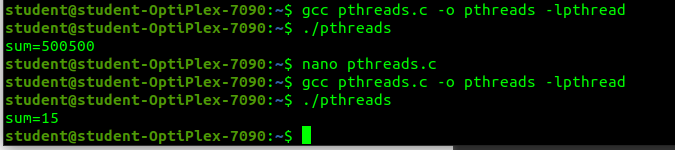 student@student-OptiPlex-7090:~$ gcc pthreads.c -o pthreads -lpthread
student@student-OptiPlex-7090:~$ ./pthreads
sum=500500
student@student-OptiPlex-7090:~$ nano pthreads.c
student@student-OptiPlex-7090:~$ gcc pthreads.c -o pthreads -lpthread
student@student-OptiPlex-7090:~$ ./pthreads
sum=15
student@student-OptiPlex-7090:~$